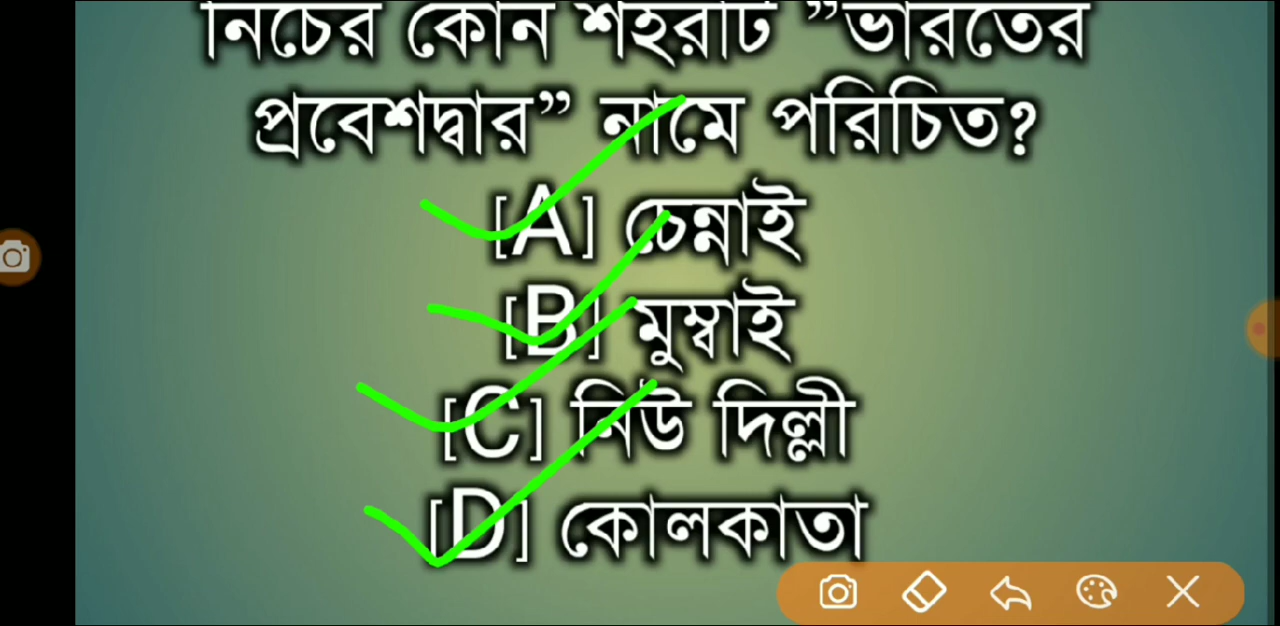 নিচের কোন শহরটি ”ভারতের
প্রবেশদ্বার” নামে পরিচিত?
[A] চেন্নাই
[B] মুম্বাই
[C] নিউ দিল্লী
[D] কোলকাতা